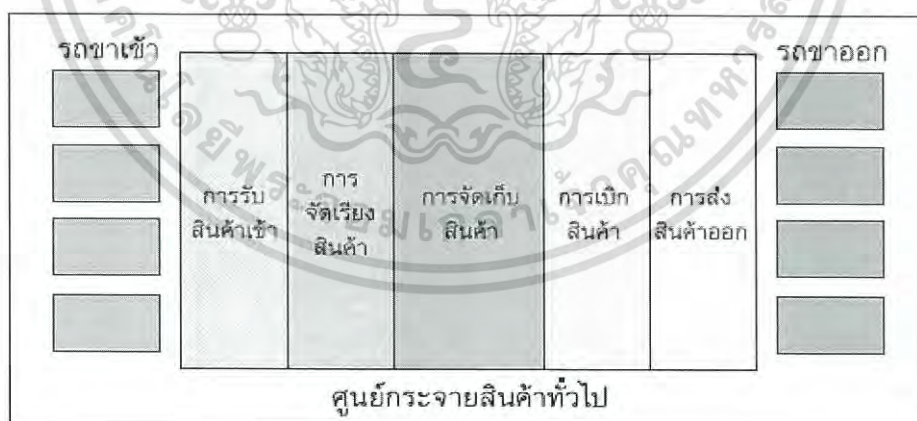 รถขาเข้า
รถขาออก
การรับ
สินค้าเข้า
การ
จัดเรียง
สินค้า
การจัดเก็บ
สินค้า
การเบิก
สินค้า
การส่ง
สินค้าออก
ศูนย์กระจายสินค้าทั่วไป